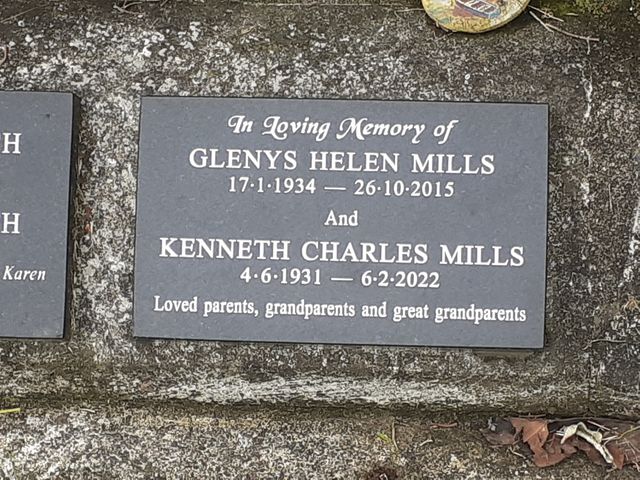 In Loving Memory of
GLENYS HELEN MILLS
17·1·1934 — 26·10·2015
And
KENNETH CHARLES MILLS
4·6·1931 — 6·2·2022
Loved parents, grandparents and great grandparents
H
H
Karen